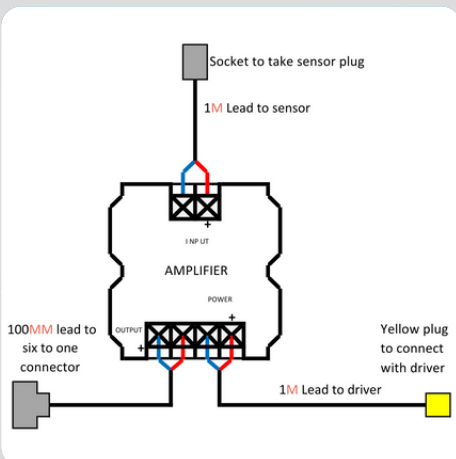 Socket to take sensor plug
1M Lead to sensor
+
I NP UT
AMPLIFIER
POWER
+
OUTPUT
+
100MM lead to
six to one
connector
Yellow plug
to connect
with driver
1M Lead to driver